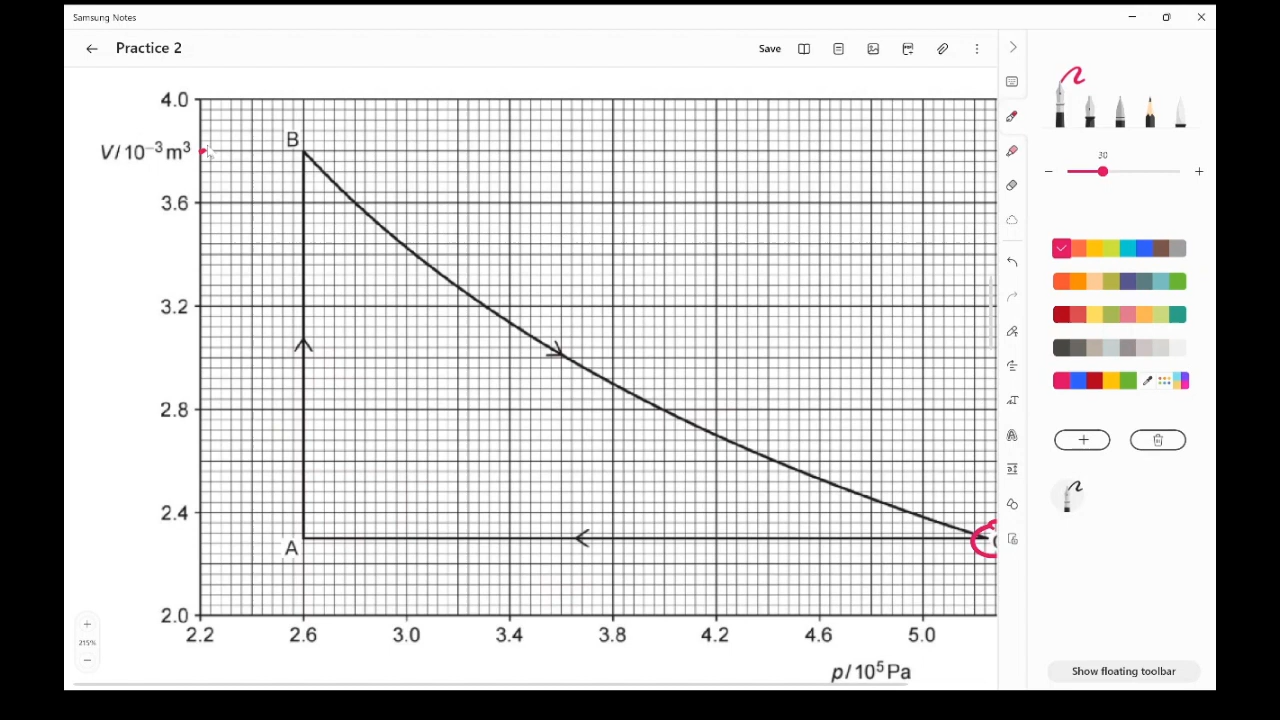 Samsung Notes
Practice 2
Save
4.0
B
V/10⁻³ m³
3.6
3.2
2.8
2.4
A
2.0
2.2 2.6 3.0 3.4 3.8 4.2 4.6 5.0
p/10⁵ Pa
215%
30
Show floating toolbar